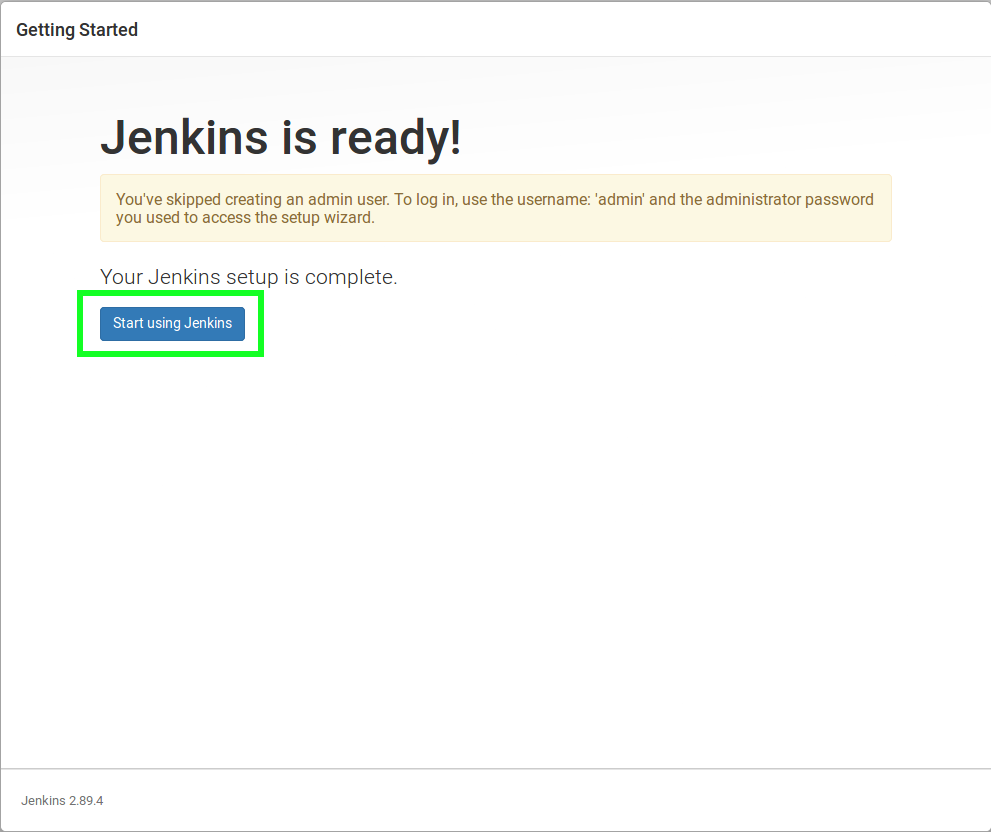 Getting Started
Jenkins is ready!
You've skipped creating an admin user. To log in, use the username: 'admin' and the administrator password
you used to access the setup wizard.
Your Jenkins setup is complete.
Start using Jenkins
Jenkins 2.89.4